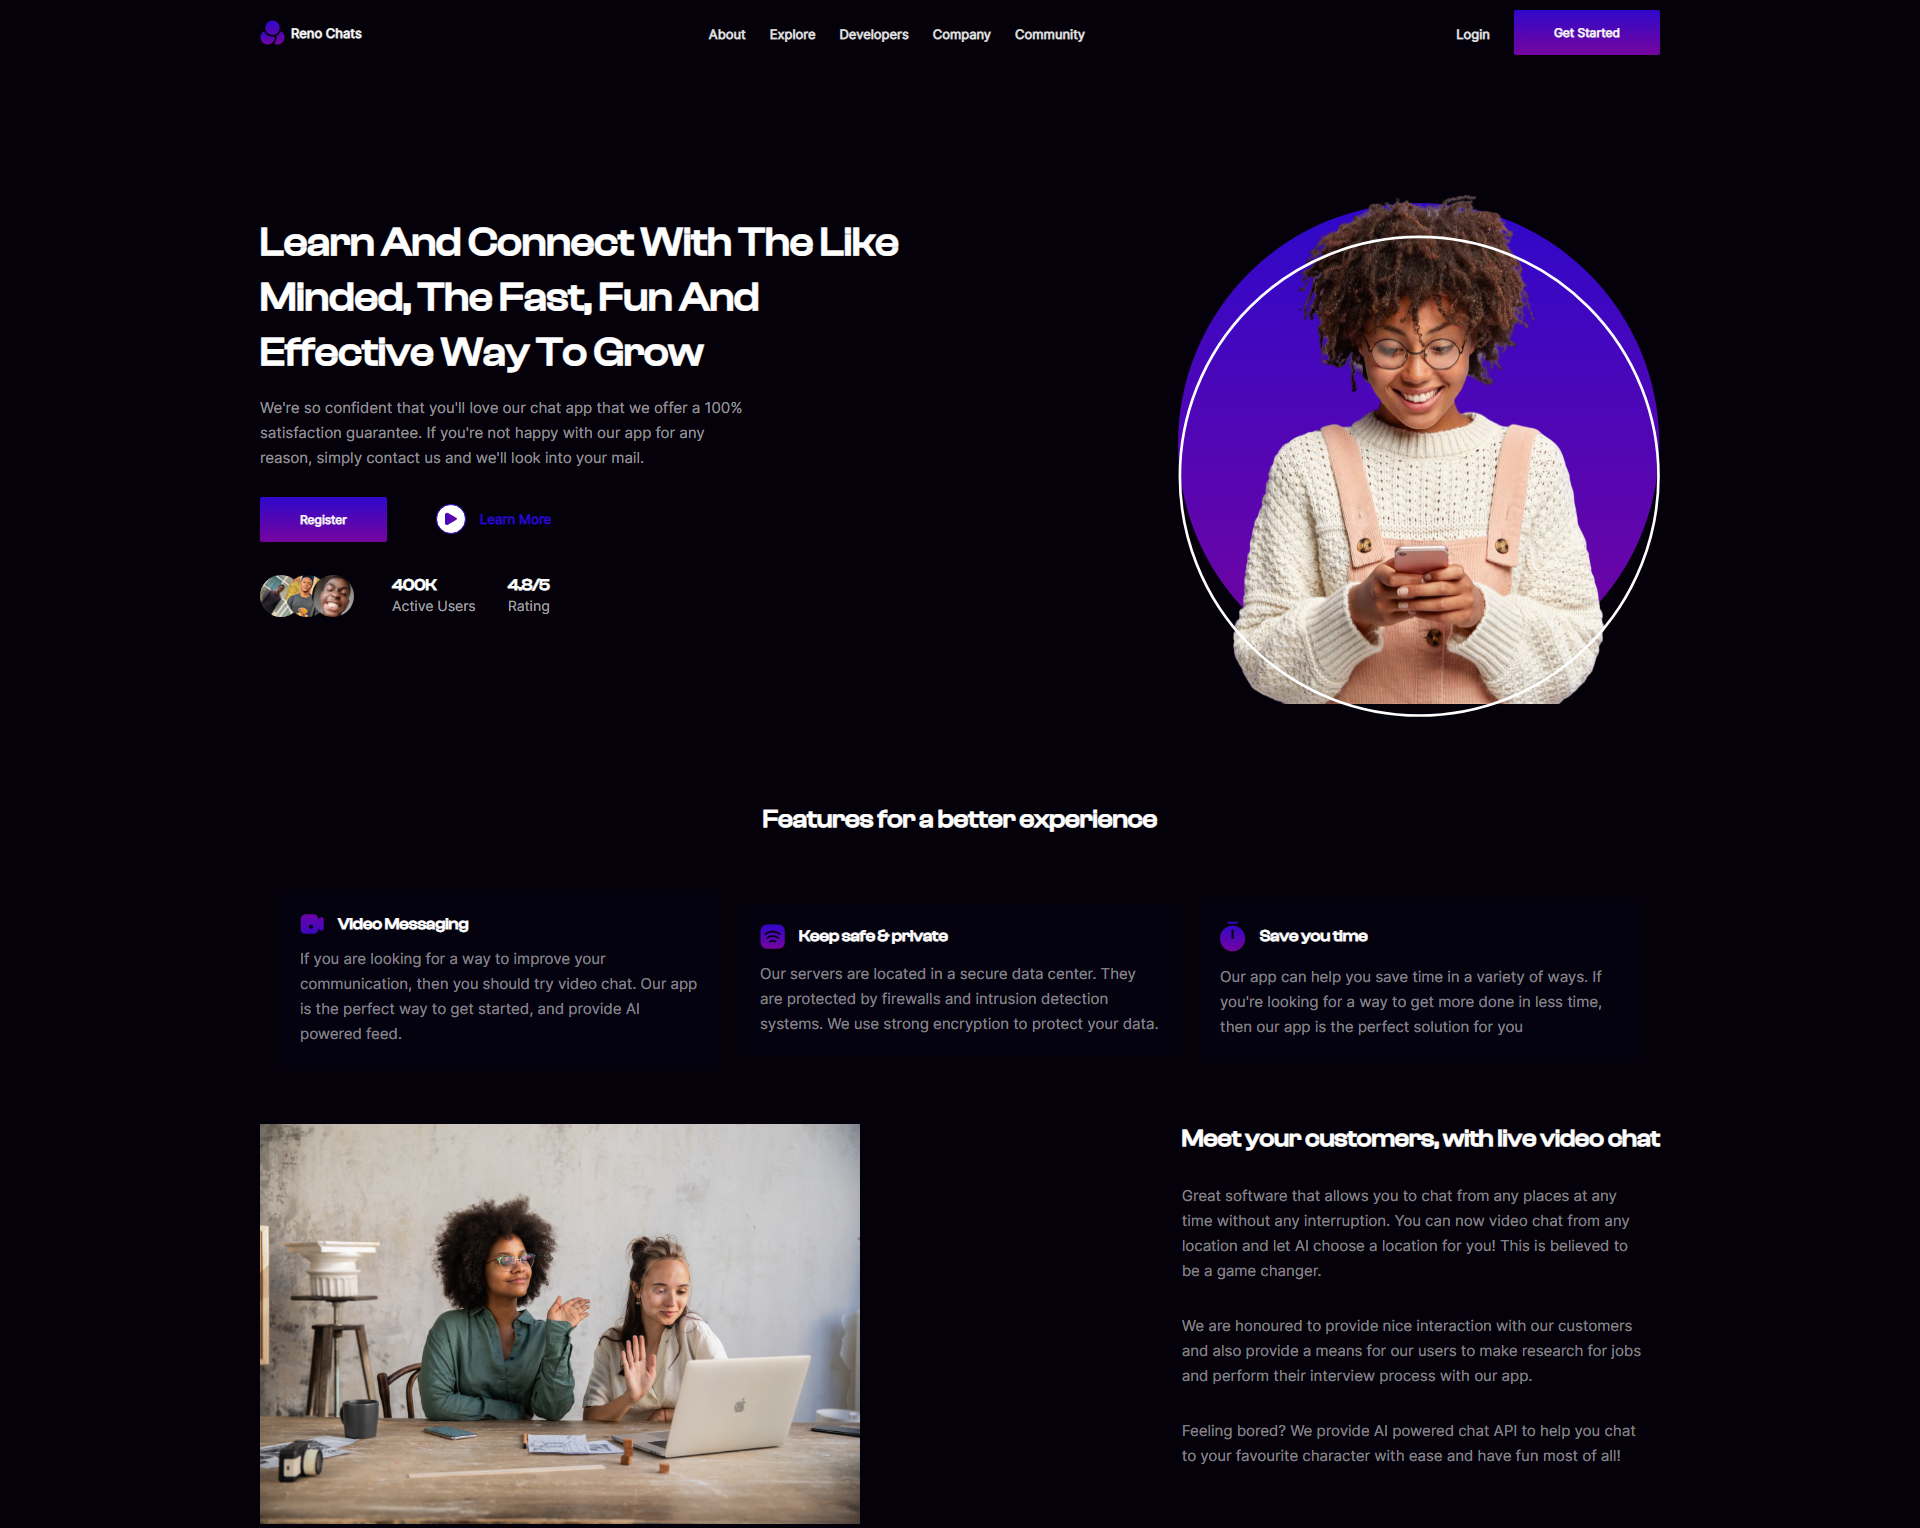 Reno Chats
About Explore Developers Company Community
Login
Get Started
Learn And Connect With The Like
Minded, The Fast, Fun And
Effective Way To Grow
We're so confident that you'll love our chat app that we offer a 100%
satisfaction guarantee. If you're not happy with our app for any
reason, simply contact us and we'll look into your mail.
Register
Learn More
400K
Active Users
4.8/5
Rating
Features for a better experience
Video Messaging
If you are looking for a way to improve your
communication, then you should try video chat. Our app
is the perfect way to get started, and provide AI
powered feed.
Keep safe & private
Our servers are located in a secure data center. They
are protected by firewalls and intrusion detection
systems. We use strong encryption to protect your data.
Save you time
Our app can help you save time in a variety of ways. If
you're looking for a way to get more done in less time,
then our app is the perfect solution for you
Meet your customers, with live video chat
Great software that allows you to chat from any places at any
time without any interruption. You can now video chat from any
location and let AI choose a location for you! This is believed to
be a game changer.
We are honoured to provide nice interaction with our customers
and also provide a means for our users to make research for jobs
and perform their interview process with our app.
Feeling bored? We provide AI powered chat API to help you chat
to your favourite character with ease and have fun most of all!